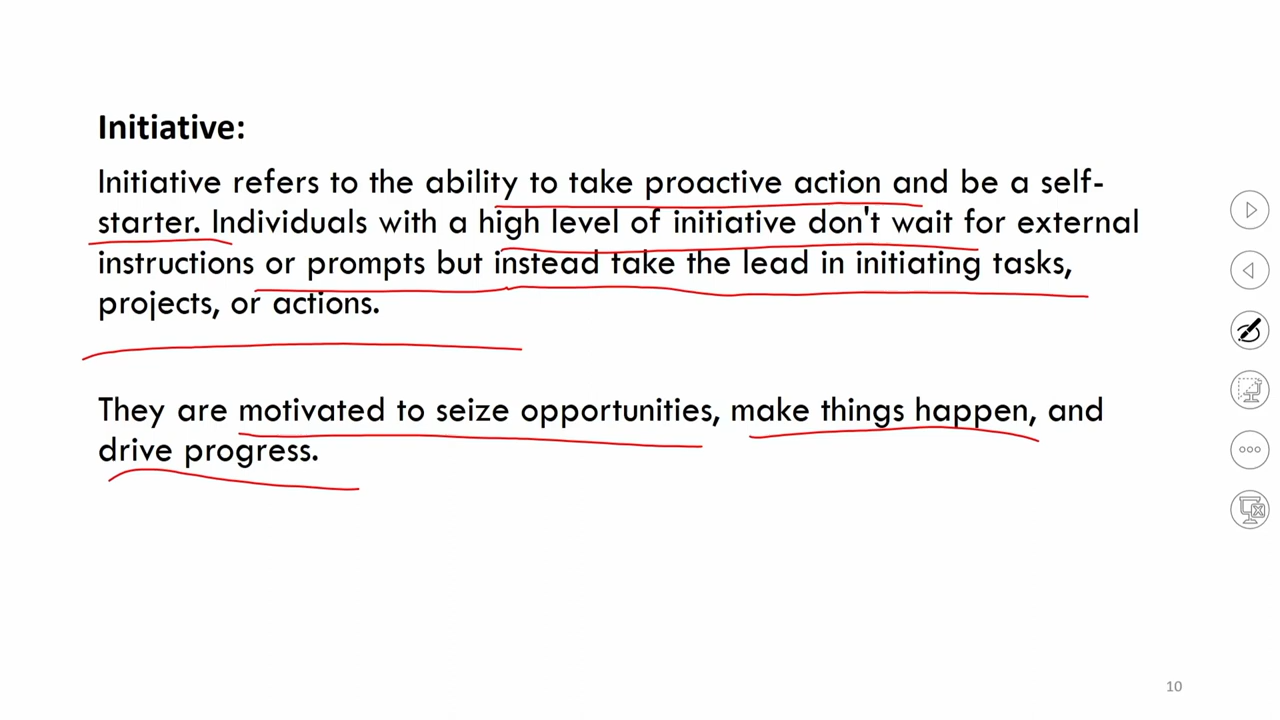 Initiative:
Initiative refers to the ability to take proactive action and be a self-
starter. Individuals with a high level of initiative don't wait for external
instructions or prompts but instead take the lead in initiating tasks,
projects, or actions.
They are motivated to seize opportunities, make things happen, and
drive progress.
10